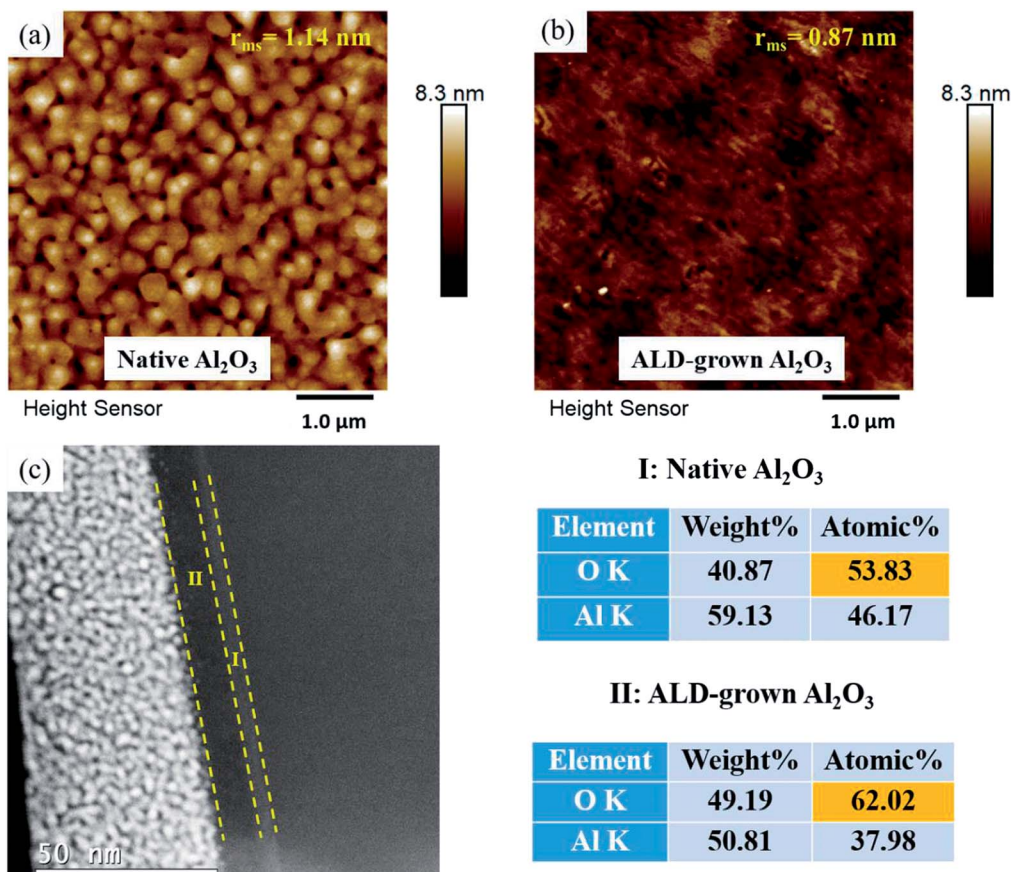 (a)
r_ms= 1.14 nm
8.3 nm
Native Al₂O₃
Height Sensor
1.0 μm
(b)
r_ms= 0.87 nm
8.3 nm
ALD-grown Al₂O₃
Height Sensor
1.0 μm
(c)
II
I
50 nm
I: Native Al₂O₃
Element Weight% Atomic%
O K 40.87 53.83
Al K 59.13 46.17
II: ALD-grown Al₂O₃
Element Weight% Atomic%
O K 49.19 62.02
Al K 50.81 37.98